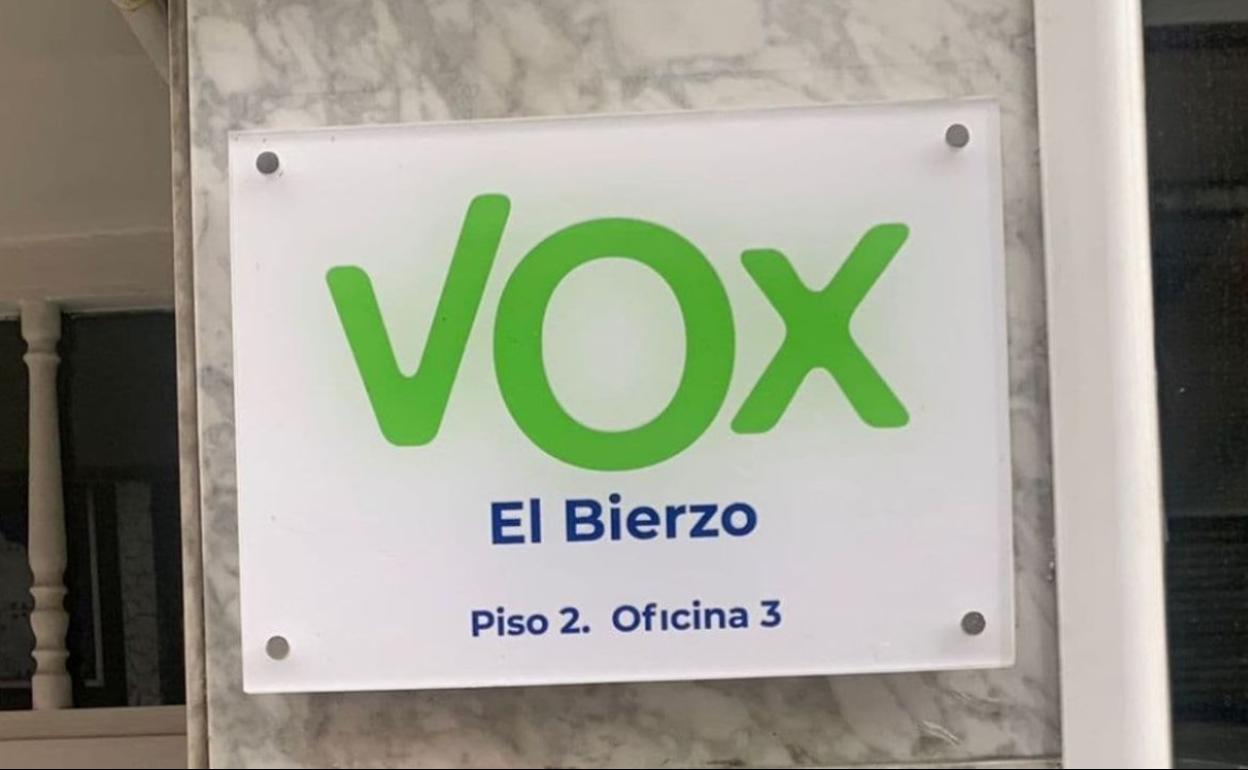 VOX
El Bierzo
Piso 2. Oficina 3